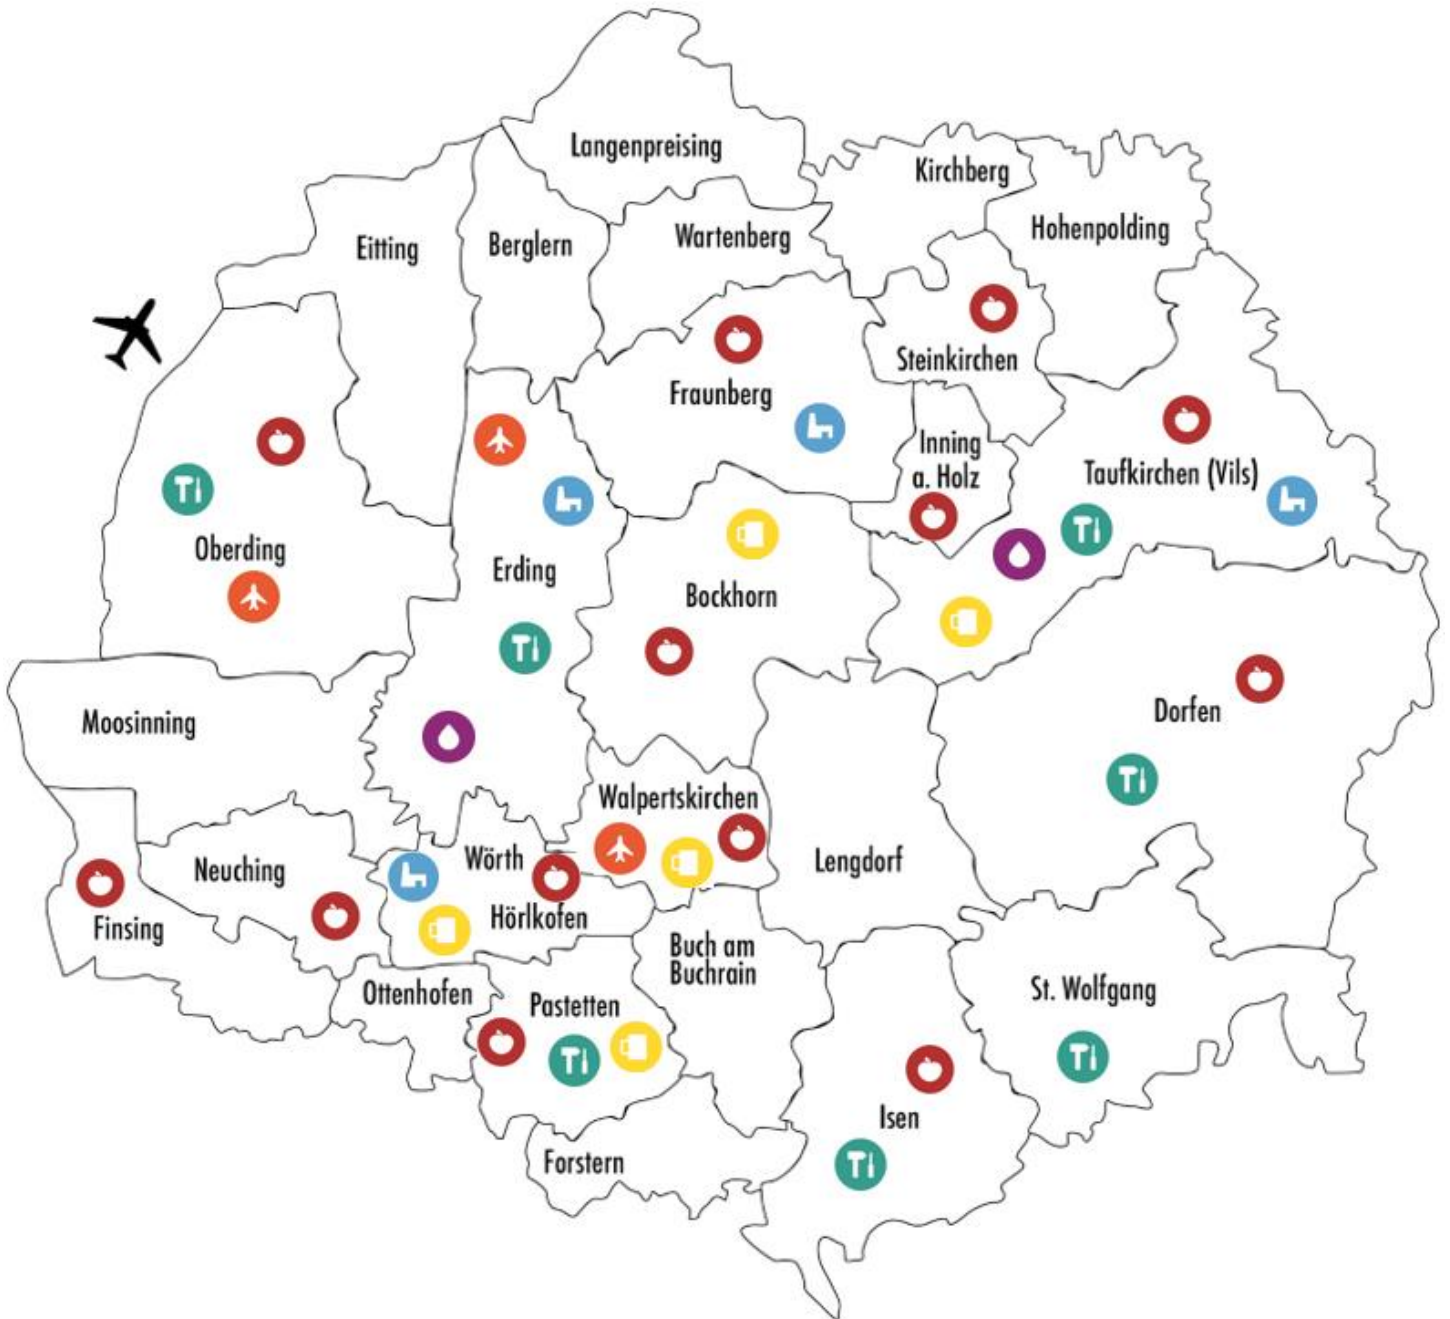 Langenpreising
Kirchberg
Hohenpolding
Wartenberg
Eitting
Berglern
Steinkirchen
Fraunberg
Inning
a. Holz
Taufkirchen (Vils)
Oberding
Erding
Bockhorn
Dorfen
Moosinning
Walpertskirchen
Wörth
Lengdorf
Neuching
Hörlkofen
Finsing
Buch am
Buchrain
Ottenhofen
St. Wolfgang
Pastetten
Isen
Forstern